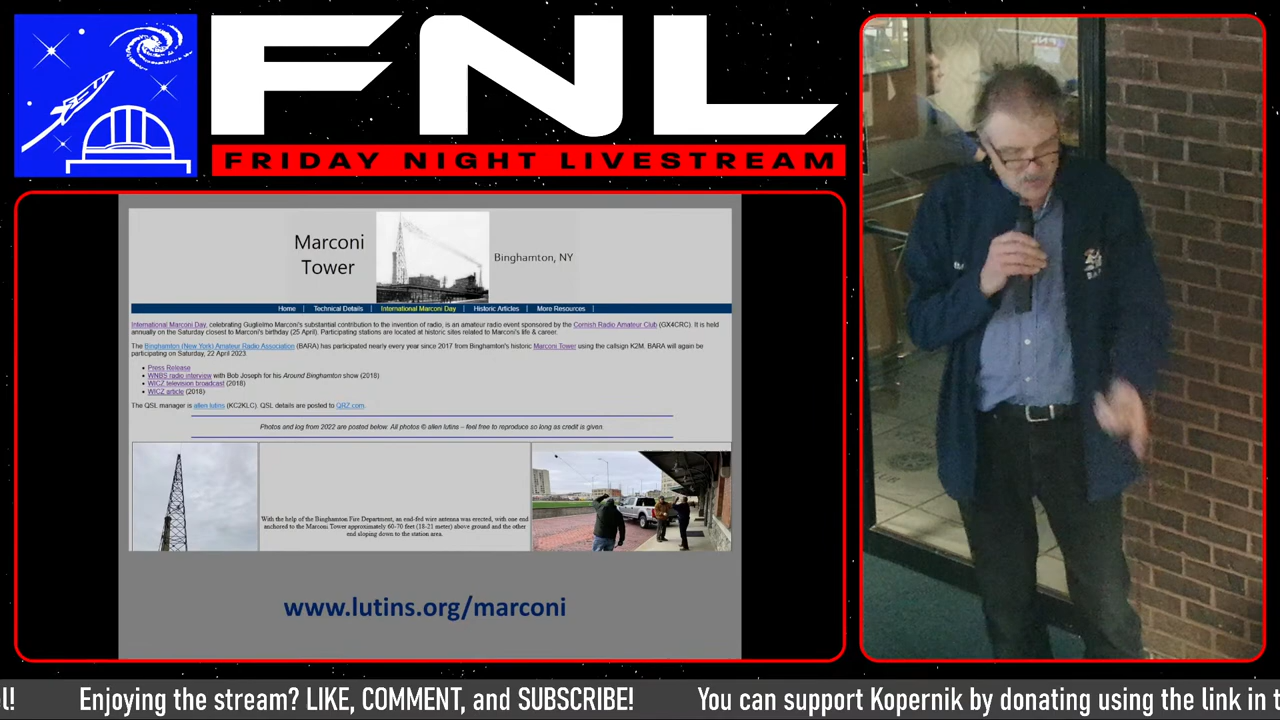 FNL
FRIDAY NIGHT LIVESTREAM
Marconi
Tower
Binghamton, NY
Home | Technical Details | International Marconi Day | Historic Articles | More Resources |
International Marconi Day, celebrating Guglielmo Marconi's substantial contribution to the invention of radio, is an amateur radio event sponsored by the Cornish Radio Amateur Club (GX4CRC). It is held
annually on the Saturday closest to Marconi's birthday (25 April). Participating stations are located at historic sites related to Marconi's life & career.
The Binghamton (New York) Amateur Radio Association (BARA) has participated nearly every year since 2017 from Binghamton's historic Marconi Tower using the callsign K2M. BARA will again be
participating on Saturday, 22 April 2023.
• Press Release
• WNBS radio interview with Bob Joseph for his Around Binghamton show (2018)
• WICZ television broadcast (2018)
• WICZ article (2018)
The QSL manager is allen lutins (KC2KLC). QSL details are posted to QRZ.com.
Photos and log from 2022 are posted below. All photos © allen lutins – feel free to reproduce so long as credit is given
With the help of the Binghamton Fire Department, an end-fed wire antenna was erected, with one end
anchored to the Marconi Tower approximately 60-70 feet (18-21 meter) above ground and the other
end sloping down to the station area.
www.lutins.org/marconi
l! Enjoying the stream? LIKE, COMMENT, and SUBSCRIBE! You can support Kopernik by donating using the link in t